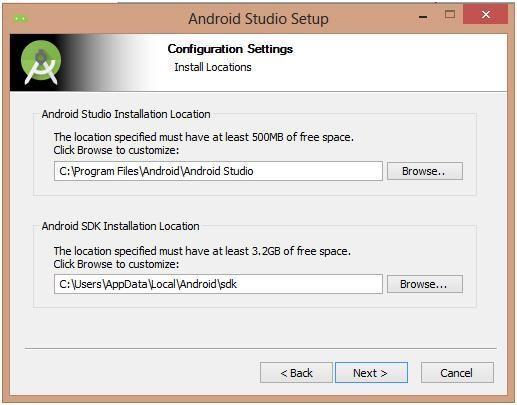 Android Studio Setup
Configuration Settings
Install Locations
Android Studio Installation Location
The location specified must have at least 500MB of free space.
Click Browse to customize:
C:\Program Files\Android\Android Studio
Browse..
Android SDK Installation Location
The location specified must have at least 3.2GB of free space.
Click Browse to customize:
C:\Users\AppData\Local\Android\sdk
Browse...
< Back
Next >
Cancel